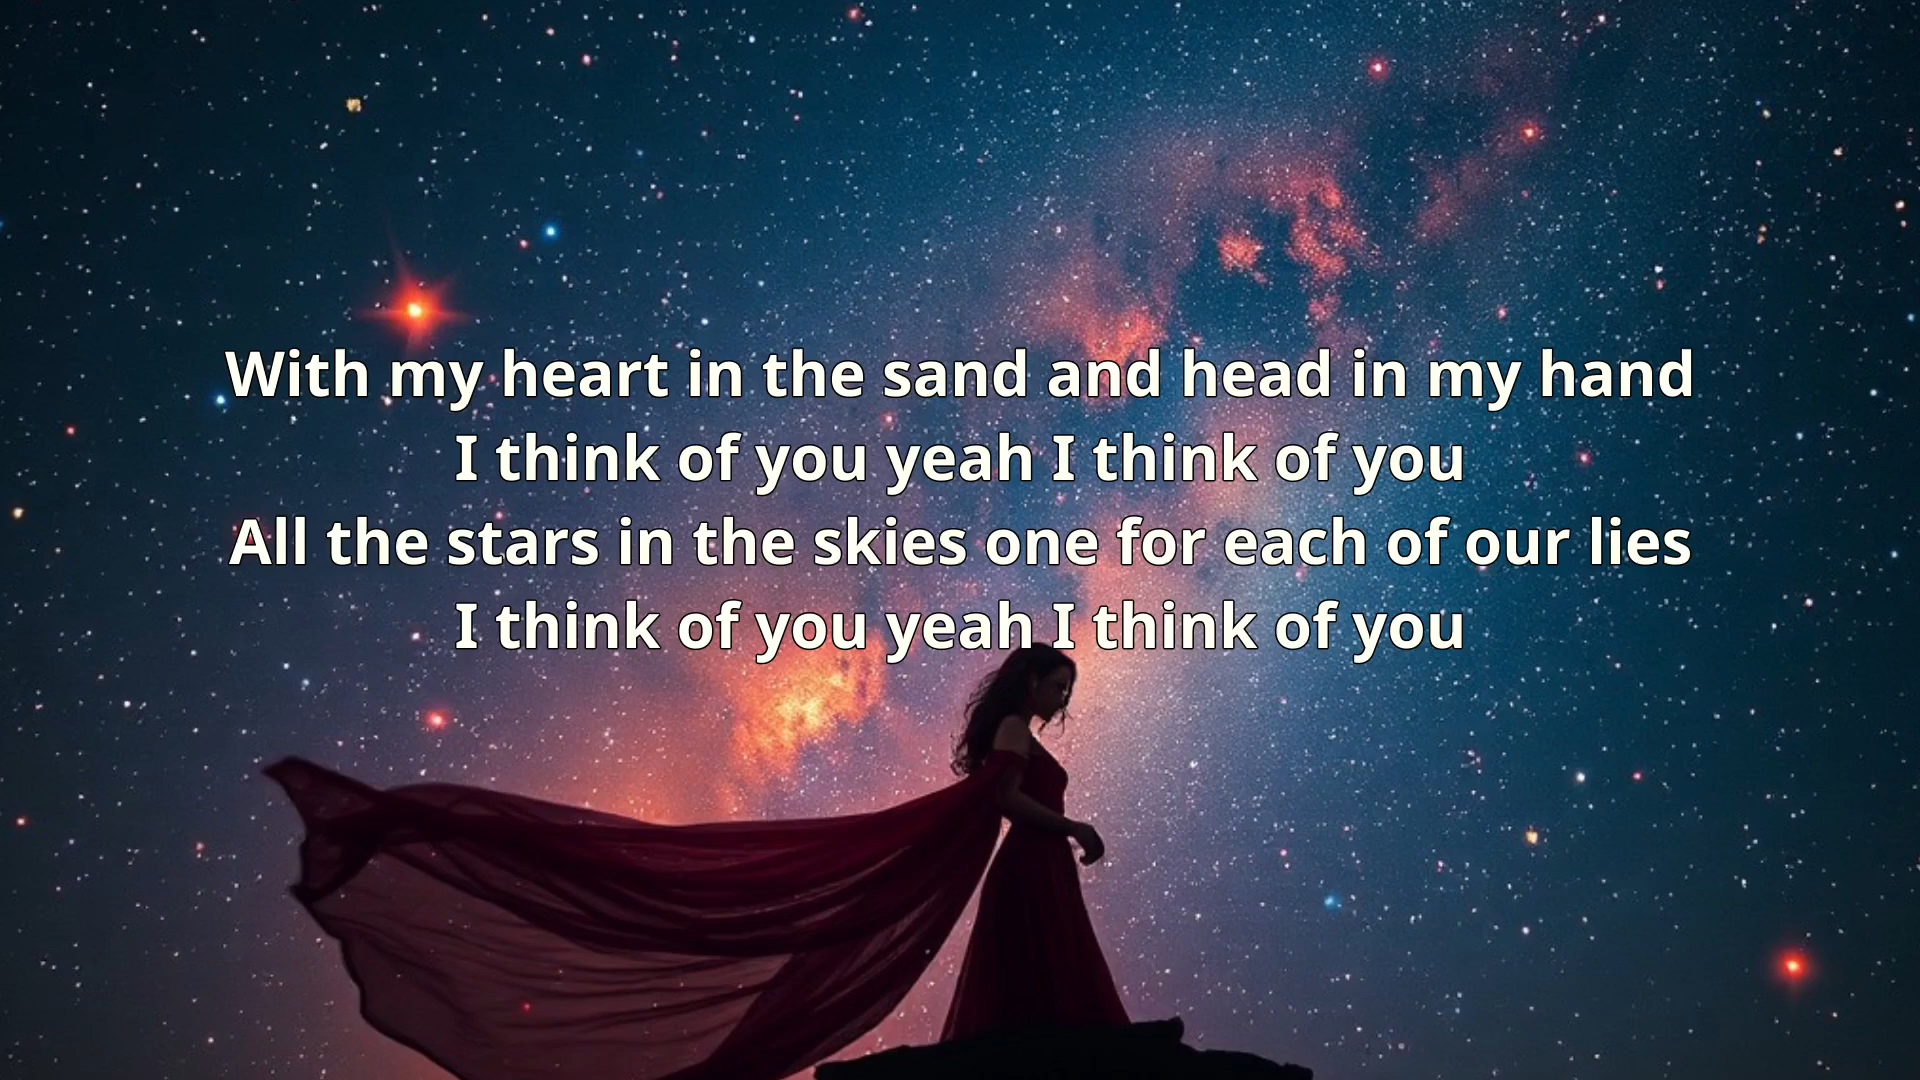 With my heart in the sand and head in my hand
I think of you yeah I think of you
All the stars in the skies one for each of our lies
I think of you yeah I think of you